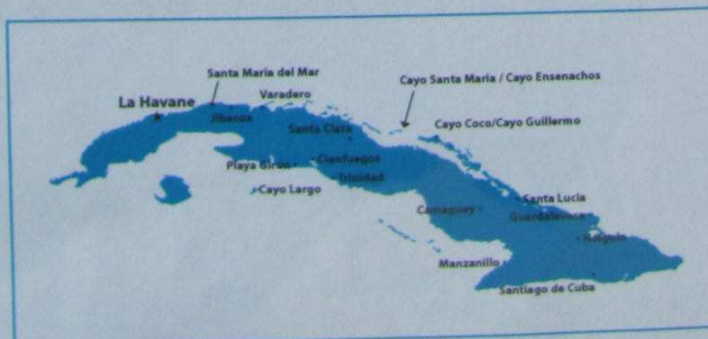 Santa Maria del Mar
Cayo Santa Maria / Cayo Ensenachos
La Havane
Varadero
Jibacoa
Santa Clara
Cayo Coco/Cayo Guillermo
Playa Giron
Cienfuegos
Trinidad
Cayo Largo
Santa Lucia
Camaguey
Guardalavaca
Holguin
Manzanillo
Santiago de Cuba